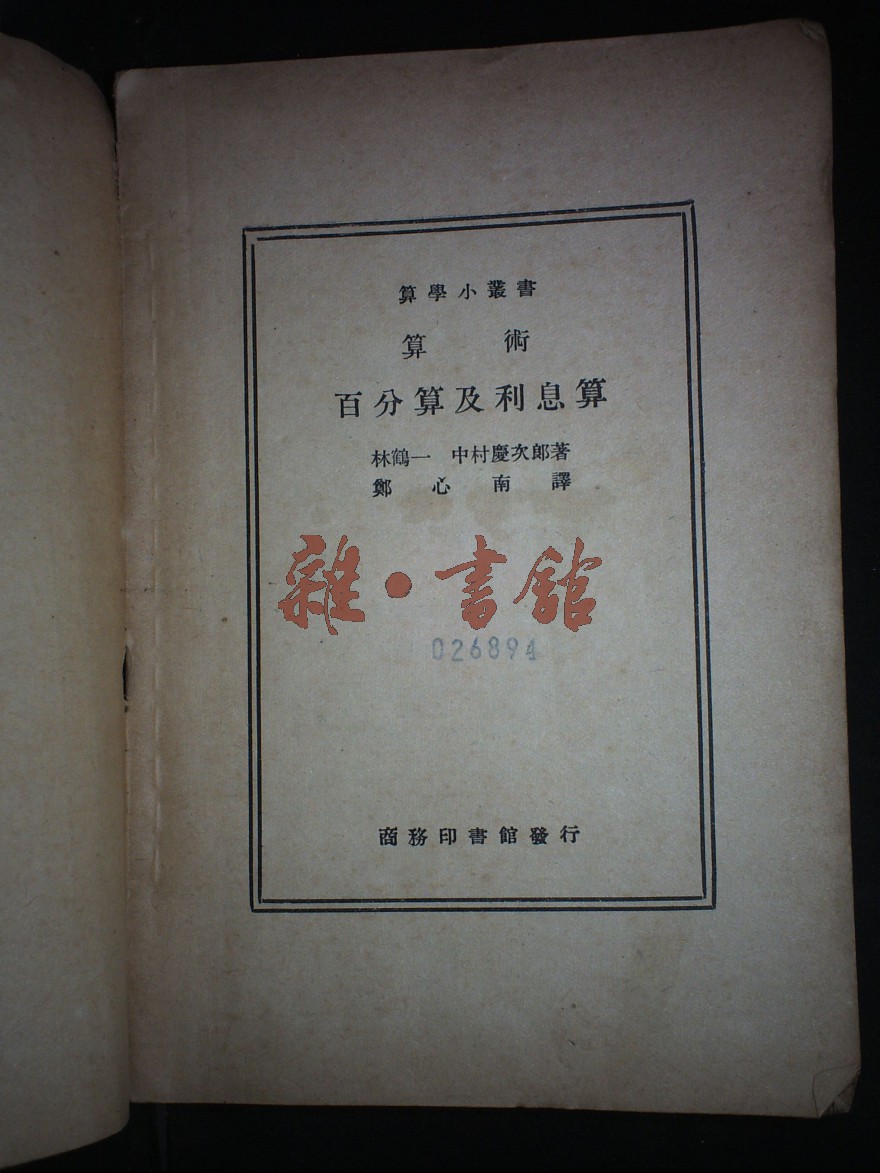 算學小叢書
算術
百分算及利息算
林鶴一 中村慶次郎著
鄭心南譯
雜·書館
026894
商務印書館發行